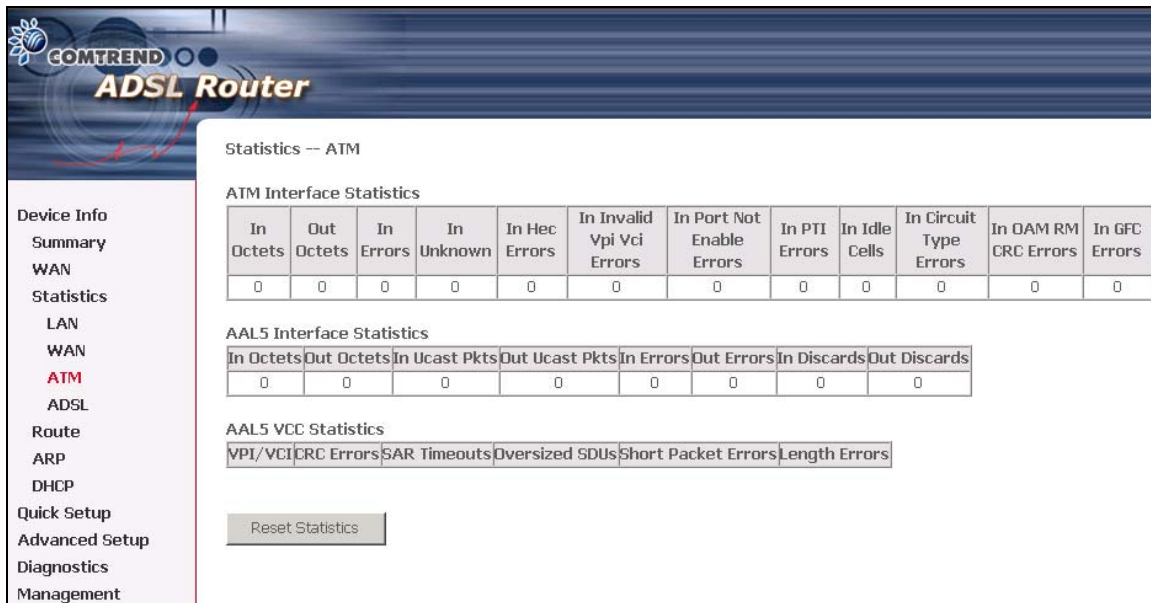 COMTREND
ADSL Router
Device Info
Summary
WAN
Statistics
LAN
WAN
ATM
ADSL
Route
ARP
DHCP
Quick Setup
Advanced Setup
Diagnostics
Management
Statistics -- ATM
ATM Interface Statistics
In Octets Out Octets In Errors In Unknown In Hec Errors In Invalid Vpi Vci Errors In Port Not Enable Errors In PTI Errors In Idle Cells In Circuit Type Errors In OAM RM CRC Errors In GFC Errors
0 0 0 0 0 0 0 0 0 0 0 0
AAL5 Interface Statistics
In Octets Out Octets In Ucast Pkts Out Ucast Pkts In Errors Out Errors In Discards Out Discards
0 0 0 0 0 0 0 0
AAL5 VCC Statistics
VPI/VCI CRC Errors SAR Timeouts Oversized SDUs Short Packet Errors Length Errors
Reset Statistics